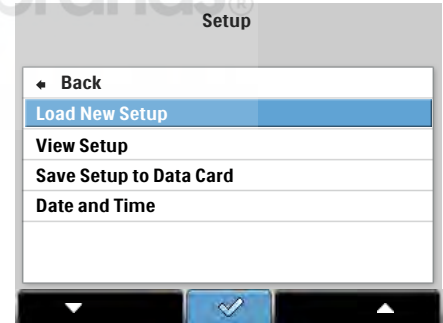 Setup
Back
Load New Setup
View Setup
Save Setup to Data Card
Date and Time